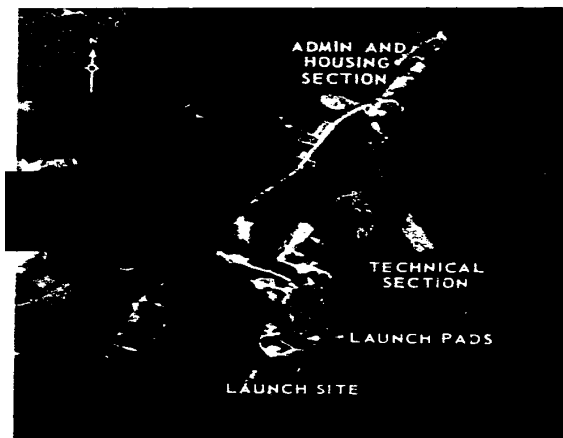 N
ADMIN AND
HOUSING
SECTION
TECHNICAL
SECTION
LAUNCH PADS
LAUNCH SITE